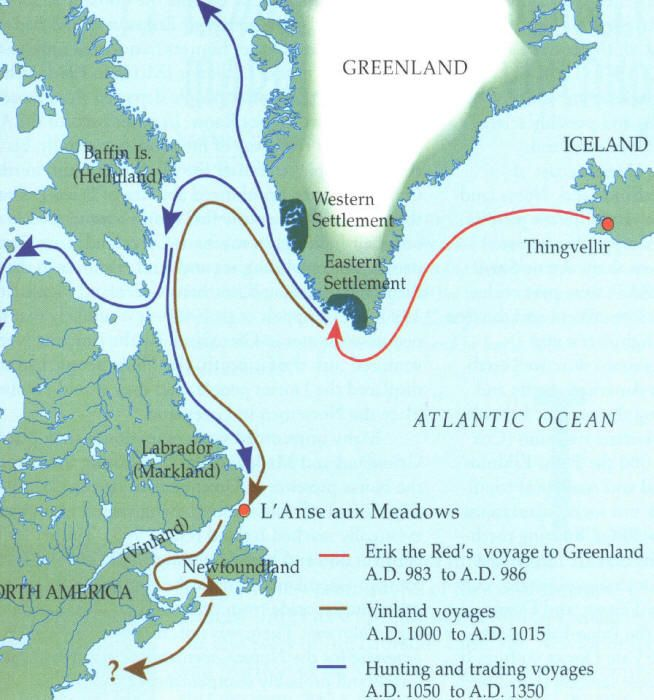 GREENLAND
ICELAND
Baffin Is.
(Helluland)
Western
Settlement
Thingvellir
Eastern
Settlement
ATLANTIC OCEAN
Labrador
(Markland)
L'Anse aux Meadows
(Vinland)
Newfoundland
ORTH AMERICA
?
Erik the Red's voyage to Greenland
A.D. 983 to A.D. 986
Vinland voyages
A.D. 1000 to A.D. 1015
Hunting and trading voyages
A.D. 1050 to A.D. 1350